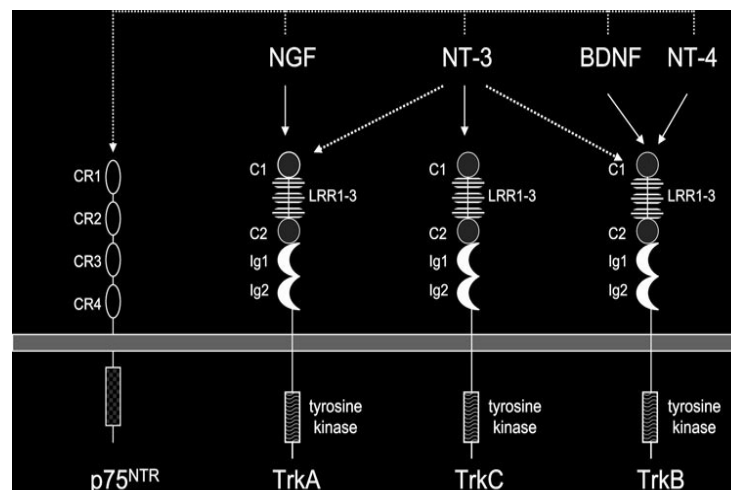 NGF NT-3 BDNF NT-4
CR1 C1 C1 C1
LRR1-3 LRR1-3 LRR1-3
CR2 C2 C2 C2
CR3 Ig1 Ig1 Ig1
CR4 Ig2 Ig2 Ig2
tyrosine kinase
tyrosine kinase
tyrosine kinase
p75NTR TrkA TrkC TrkB